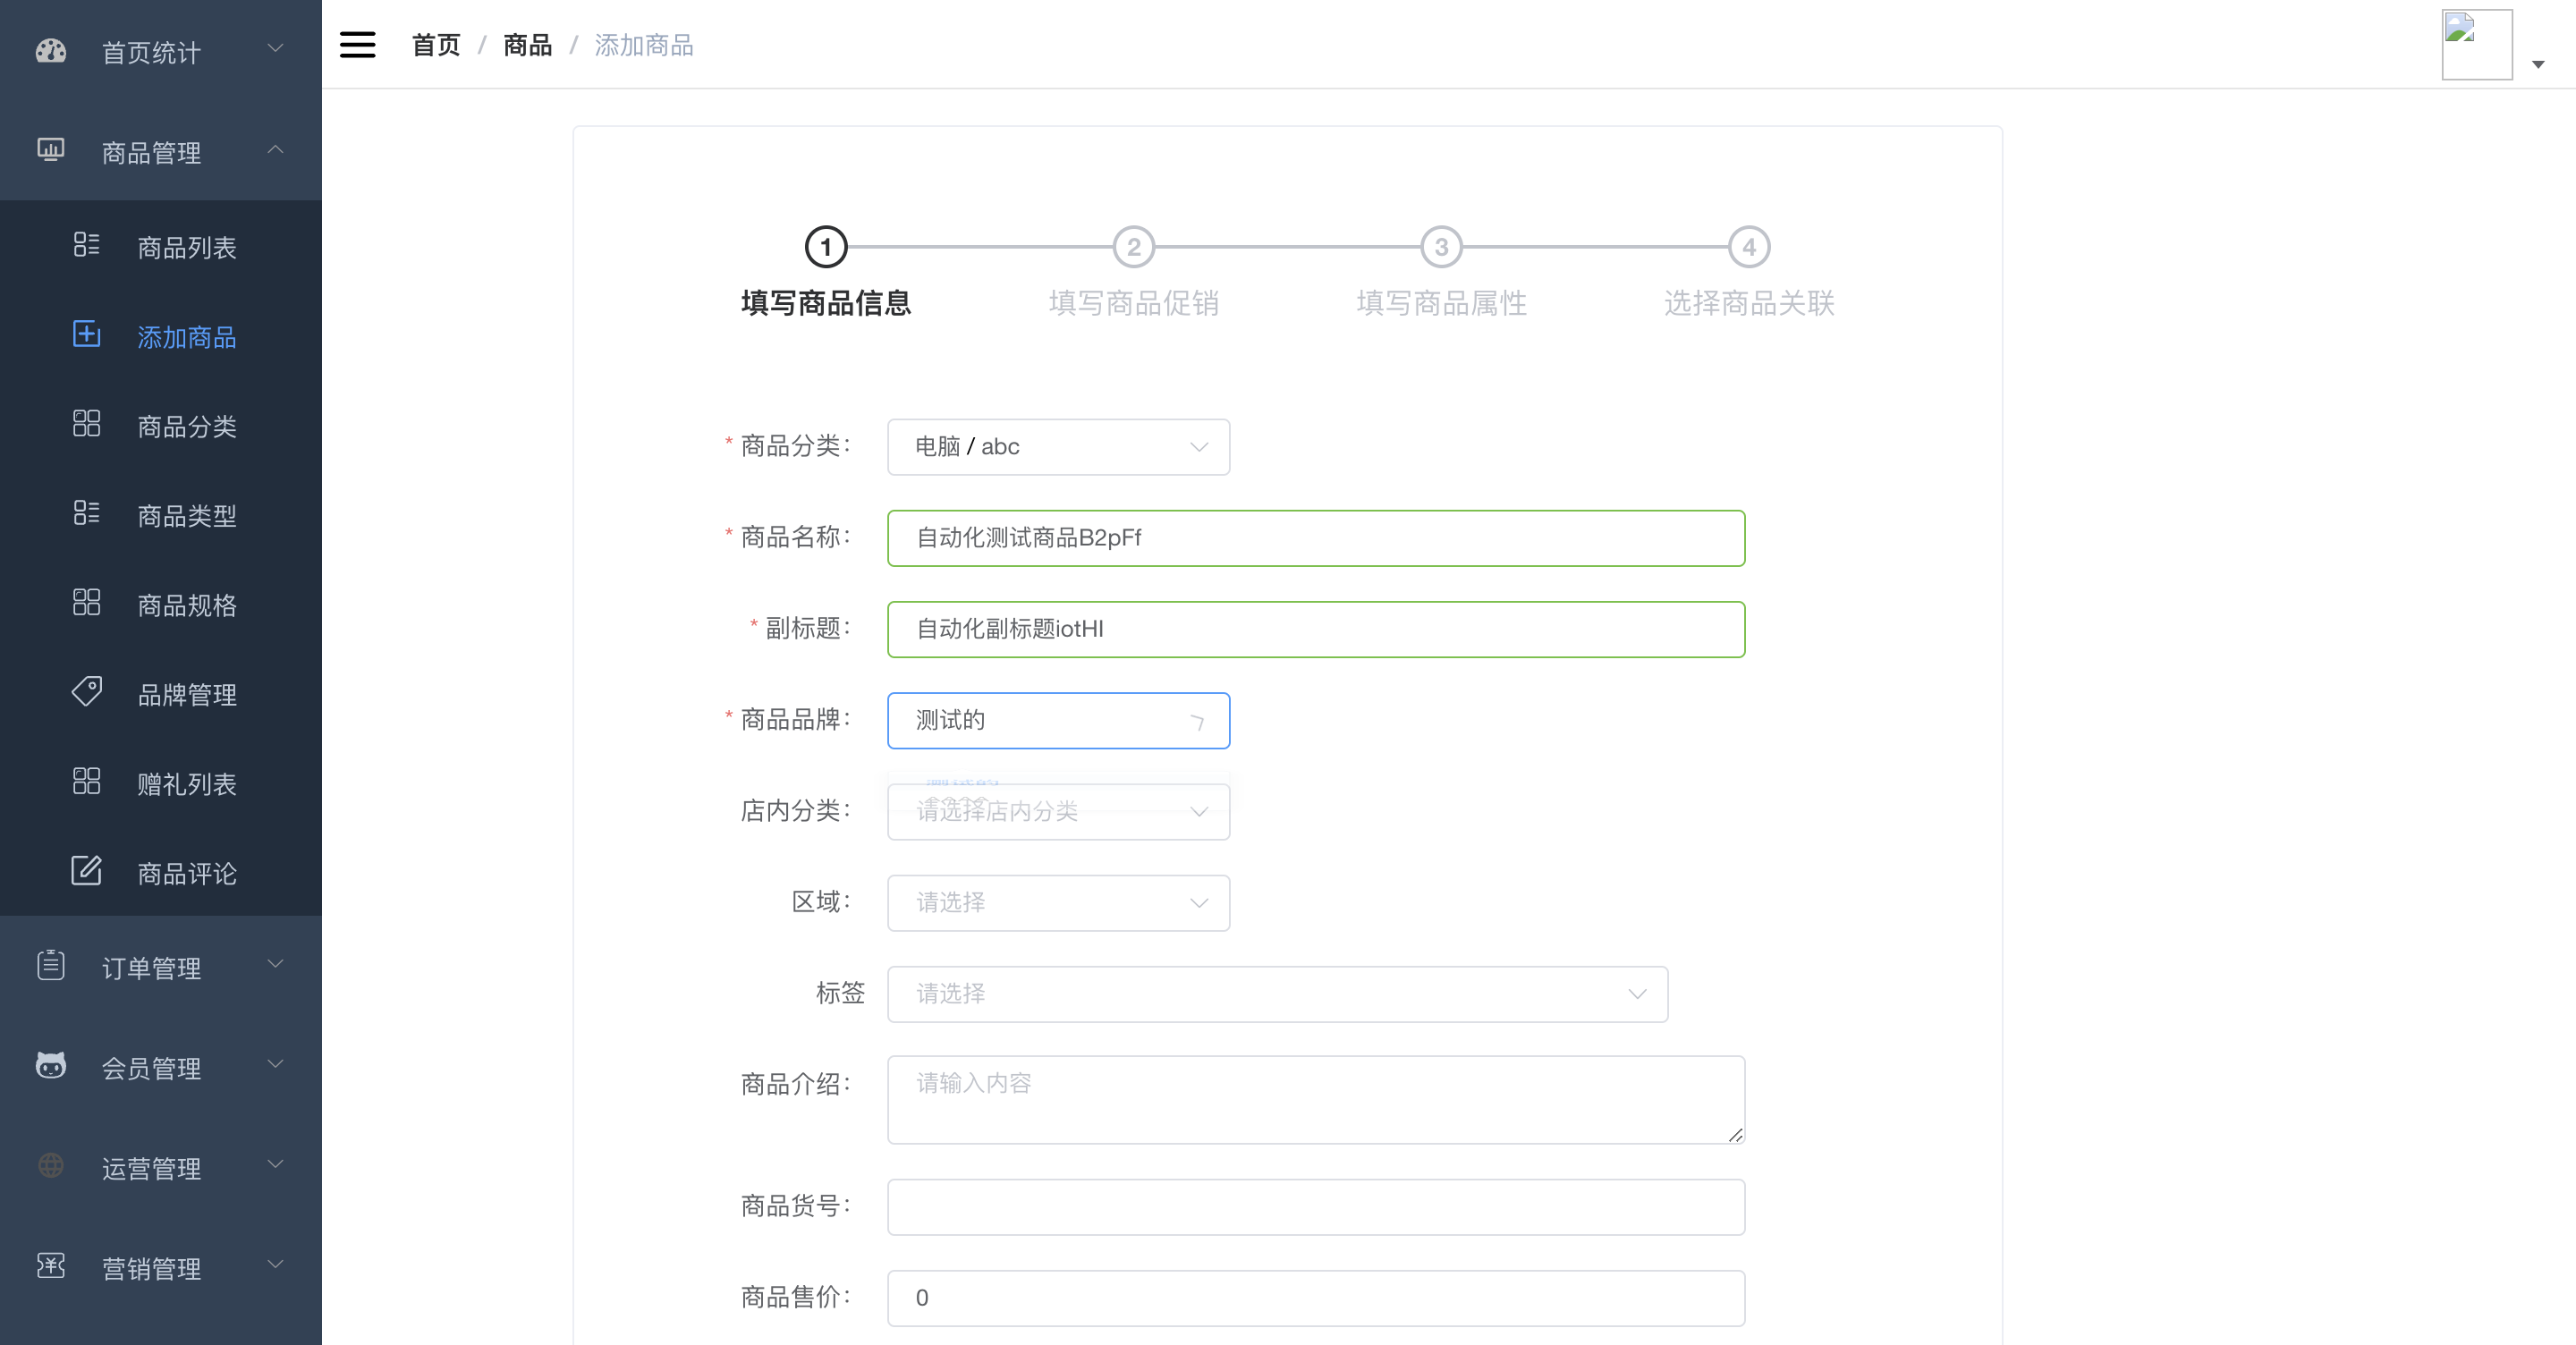 首页统计
商品管理
商品列表
添加商品
商品分类
商品类型
商品规格
品牌管理
赠礼列表
商品评论
订单管理
会员管理
运营管理
营销管理
首页 / 商品 / 添加商品
1 2 3 4
填写商品信息 填写商品促销 填写商品属性 选择商品关联
* 商品分类: 电脑 / abc
* 商品名称: 自动化测试商品B2pFf
* 副标题: 自动化副标题iotHI
* 商品品牌: 测试的
店内分类: 请选择店内分类
区域: 请选择
标签 请选择
商品介绍: 请输入内容
商品货号:
商品售价: 0